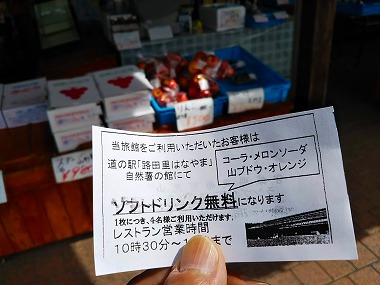 当旅館をご利用いただいたお客様は
道の駅「路田里はなやま」
自然薯の館にて
コーラ・メロンソーダ
山ブドウ・オレンジ
ソフトドリンク無料になります
1枚につき、4名様ご利用いただけます。
レストラン営業時間
10時30分～1 まで